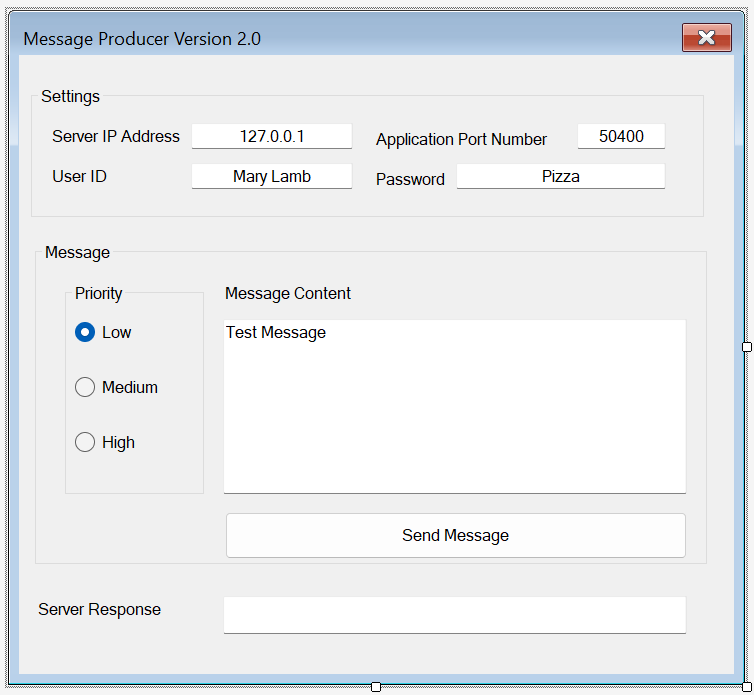 Message Producer Version 2.0
Settings
Server IP Address 127.0.0.1 Application Port Number 50400
User ID Mary Lamb Password Pizza
Message
Priority Message Content
Low Test Message
Medium
High
Send Message
Server Response